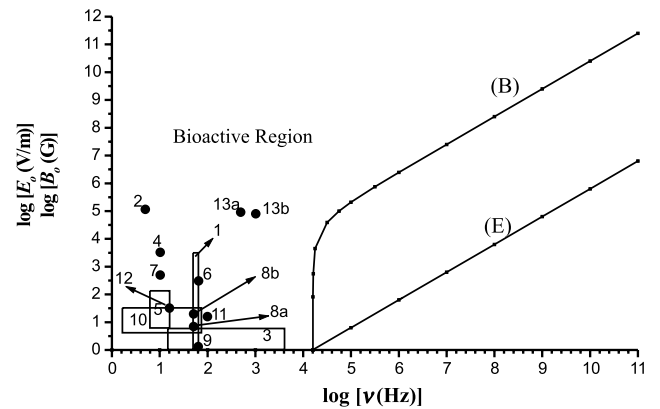 12
11
10
9
8
7
6
5
4
3
2
1
0
log [Eo (V/m)]
log [Bo (G)]
(B)
Bioactive Region
2
13a
13b
1
(E)
4
7
12
6
8b
5
10
11
8a
9
3
0 1 2 3 4 5 6 7 8 9 10 11
log [ν (Hz)]